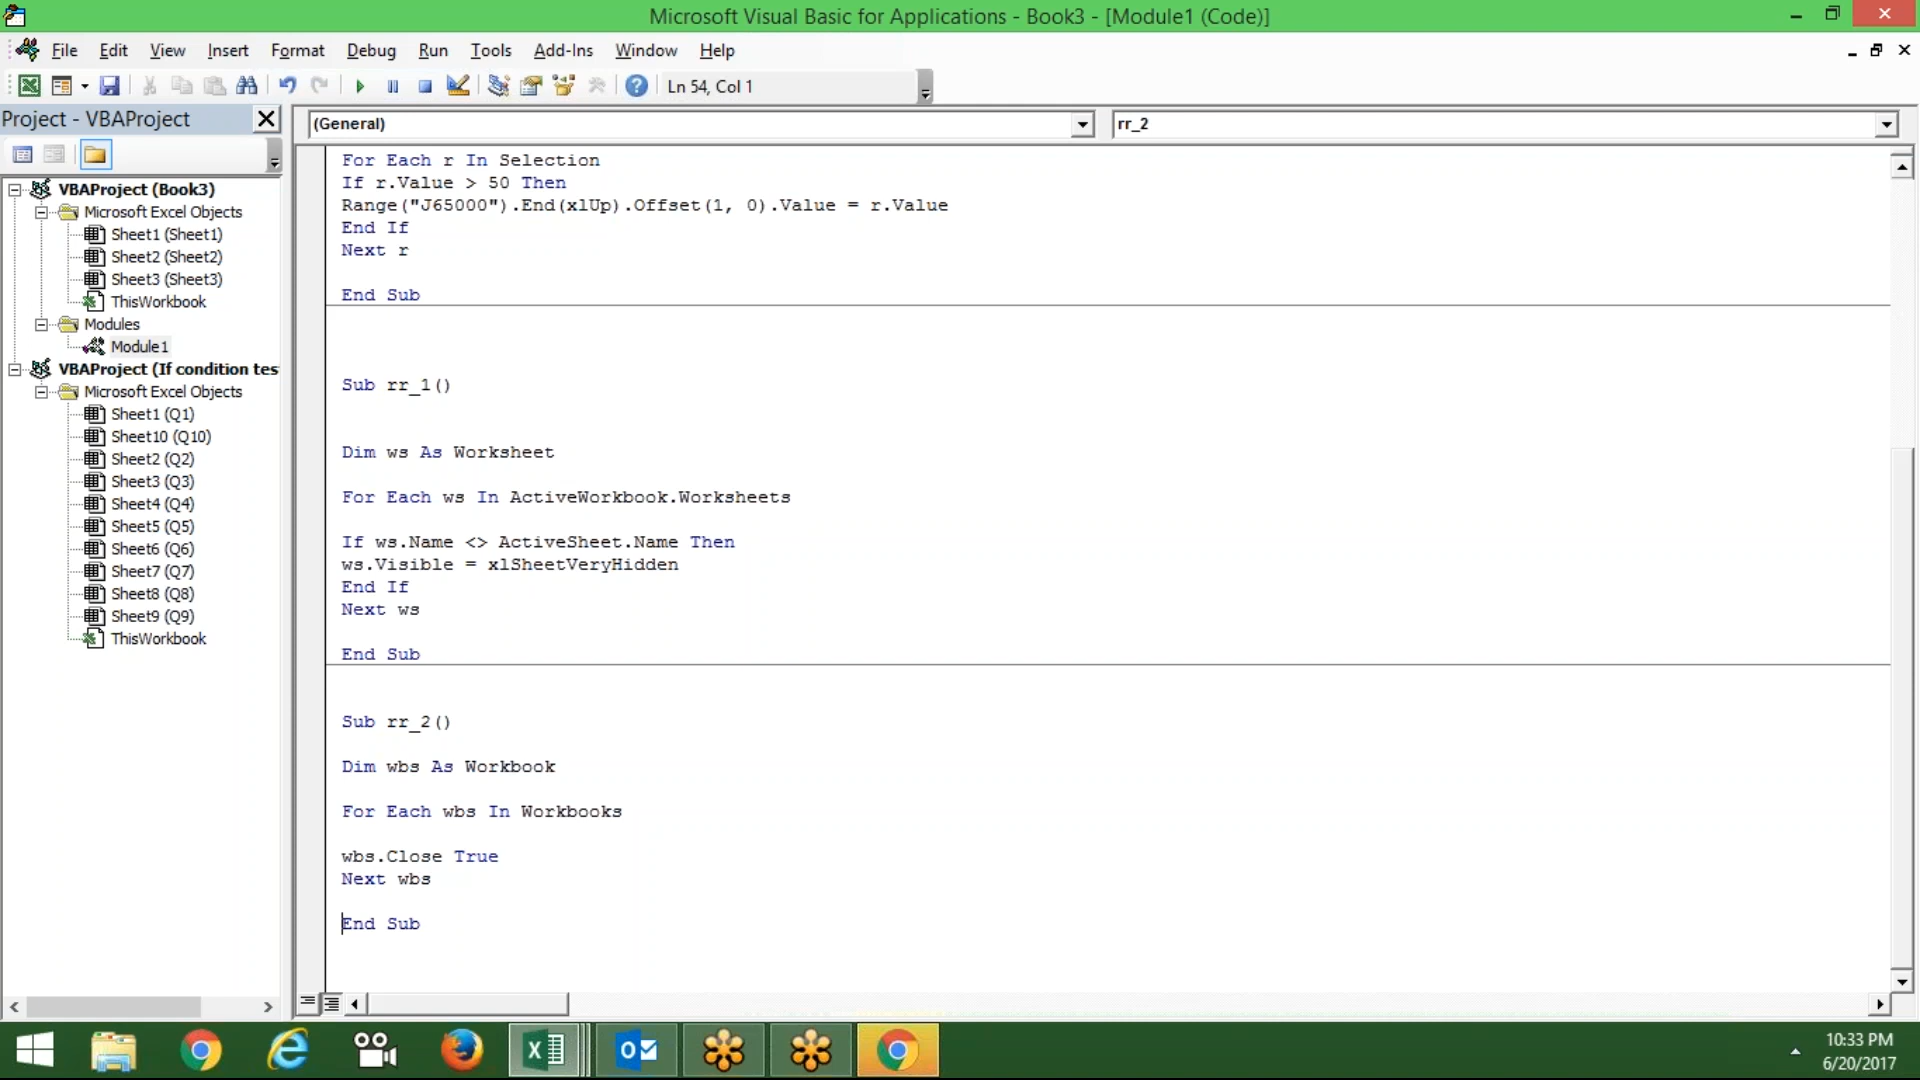 Microsoft Visual Basic for Applications - Book3 - [Module1 (Code)]
File Edit View Insert Format Debug Run Tools Add-Ins Window Help
Ln 54, Col 1
Project - VBAProject
(General)
rr_2
VBAProject (Book3)
Microsoft Excel Objects
Sheet1 (Sheet1)
Sheet2 (Sheet2)
Sheet3 (Sheet3)
ThisWorkbook
Modules
Module1
VBAProject (If condition tes
Microsoft Excel Objects
Sheet1 (Q1)
Sheet10 (Q10)
Sheet2 (Q2)
Sheet3 (Q3)
Sheet4 (Q4)
Sheet5 (Q5)
Sheet6 (Q6)
Sheet7 (Q7)
Sheet8 (Q8)
Sheet9 (Q9)
ThisWorkbook
For Each r In Selection
If r.Value > 50 Then
Range("J65000").End(xlUp).Offset(1, 0).Value = r.Value
End If
Next r
End Sub
Sub rr_1()
Dim ws As Worksheet
For Each ws In ActiveWorkbook.Worksheets
If ws.Name <> ActiveSheet.Name Then
ws.Visible = xlSheetVeryHidden
End If
Next ws
End Sub
Sub rr_2()
Dim wbs As Workbook
For Each wbs In Workbooks
wbs.Close True
Next wbs
End Sub
10:33 PM
6/20/2017